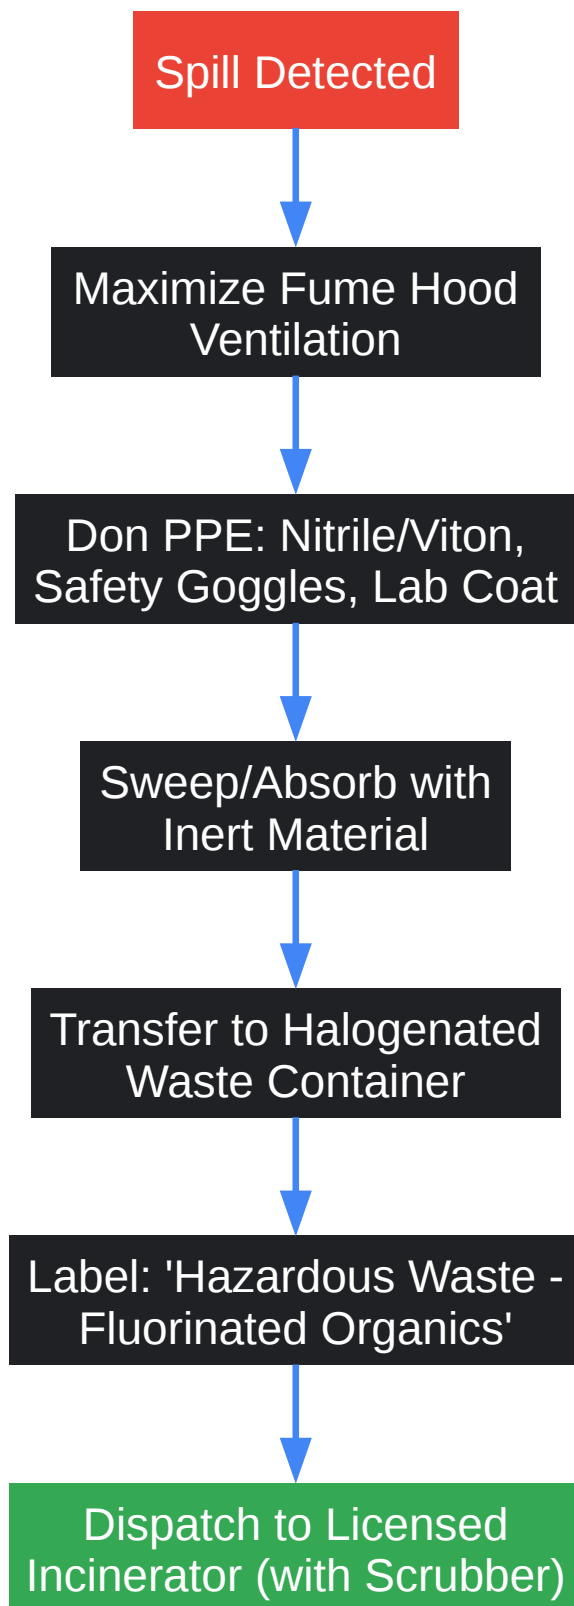 Spill Detected
Maximize Fume Hood
Ventilation
Don PPE: Nitrile/Viton,
Safety Goggles, Lab Coat
Sweep/Absorb with
Inert Material
Transfer to Halogenated
Waste Container
Label: 'Hazardous Waste -
Fluorinated Organics'
Dispatch to Licensed
Incinerator (with Scrubber)